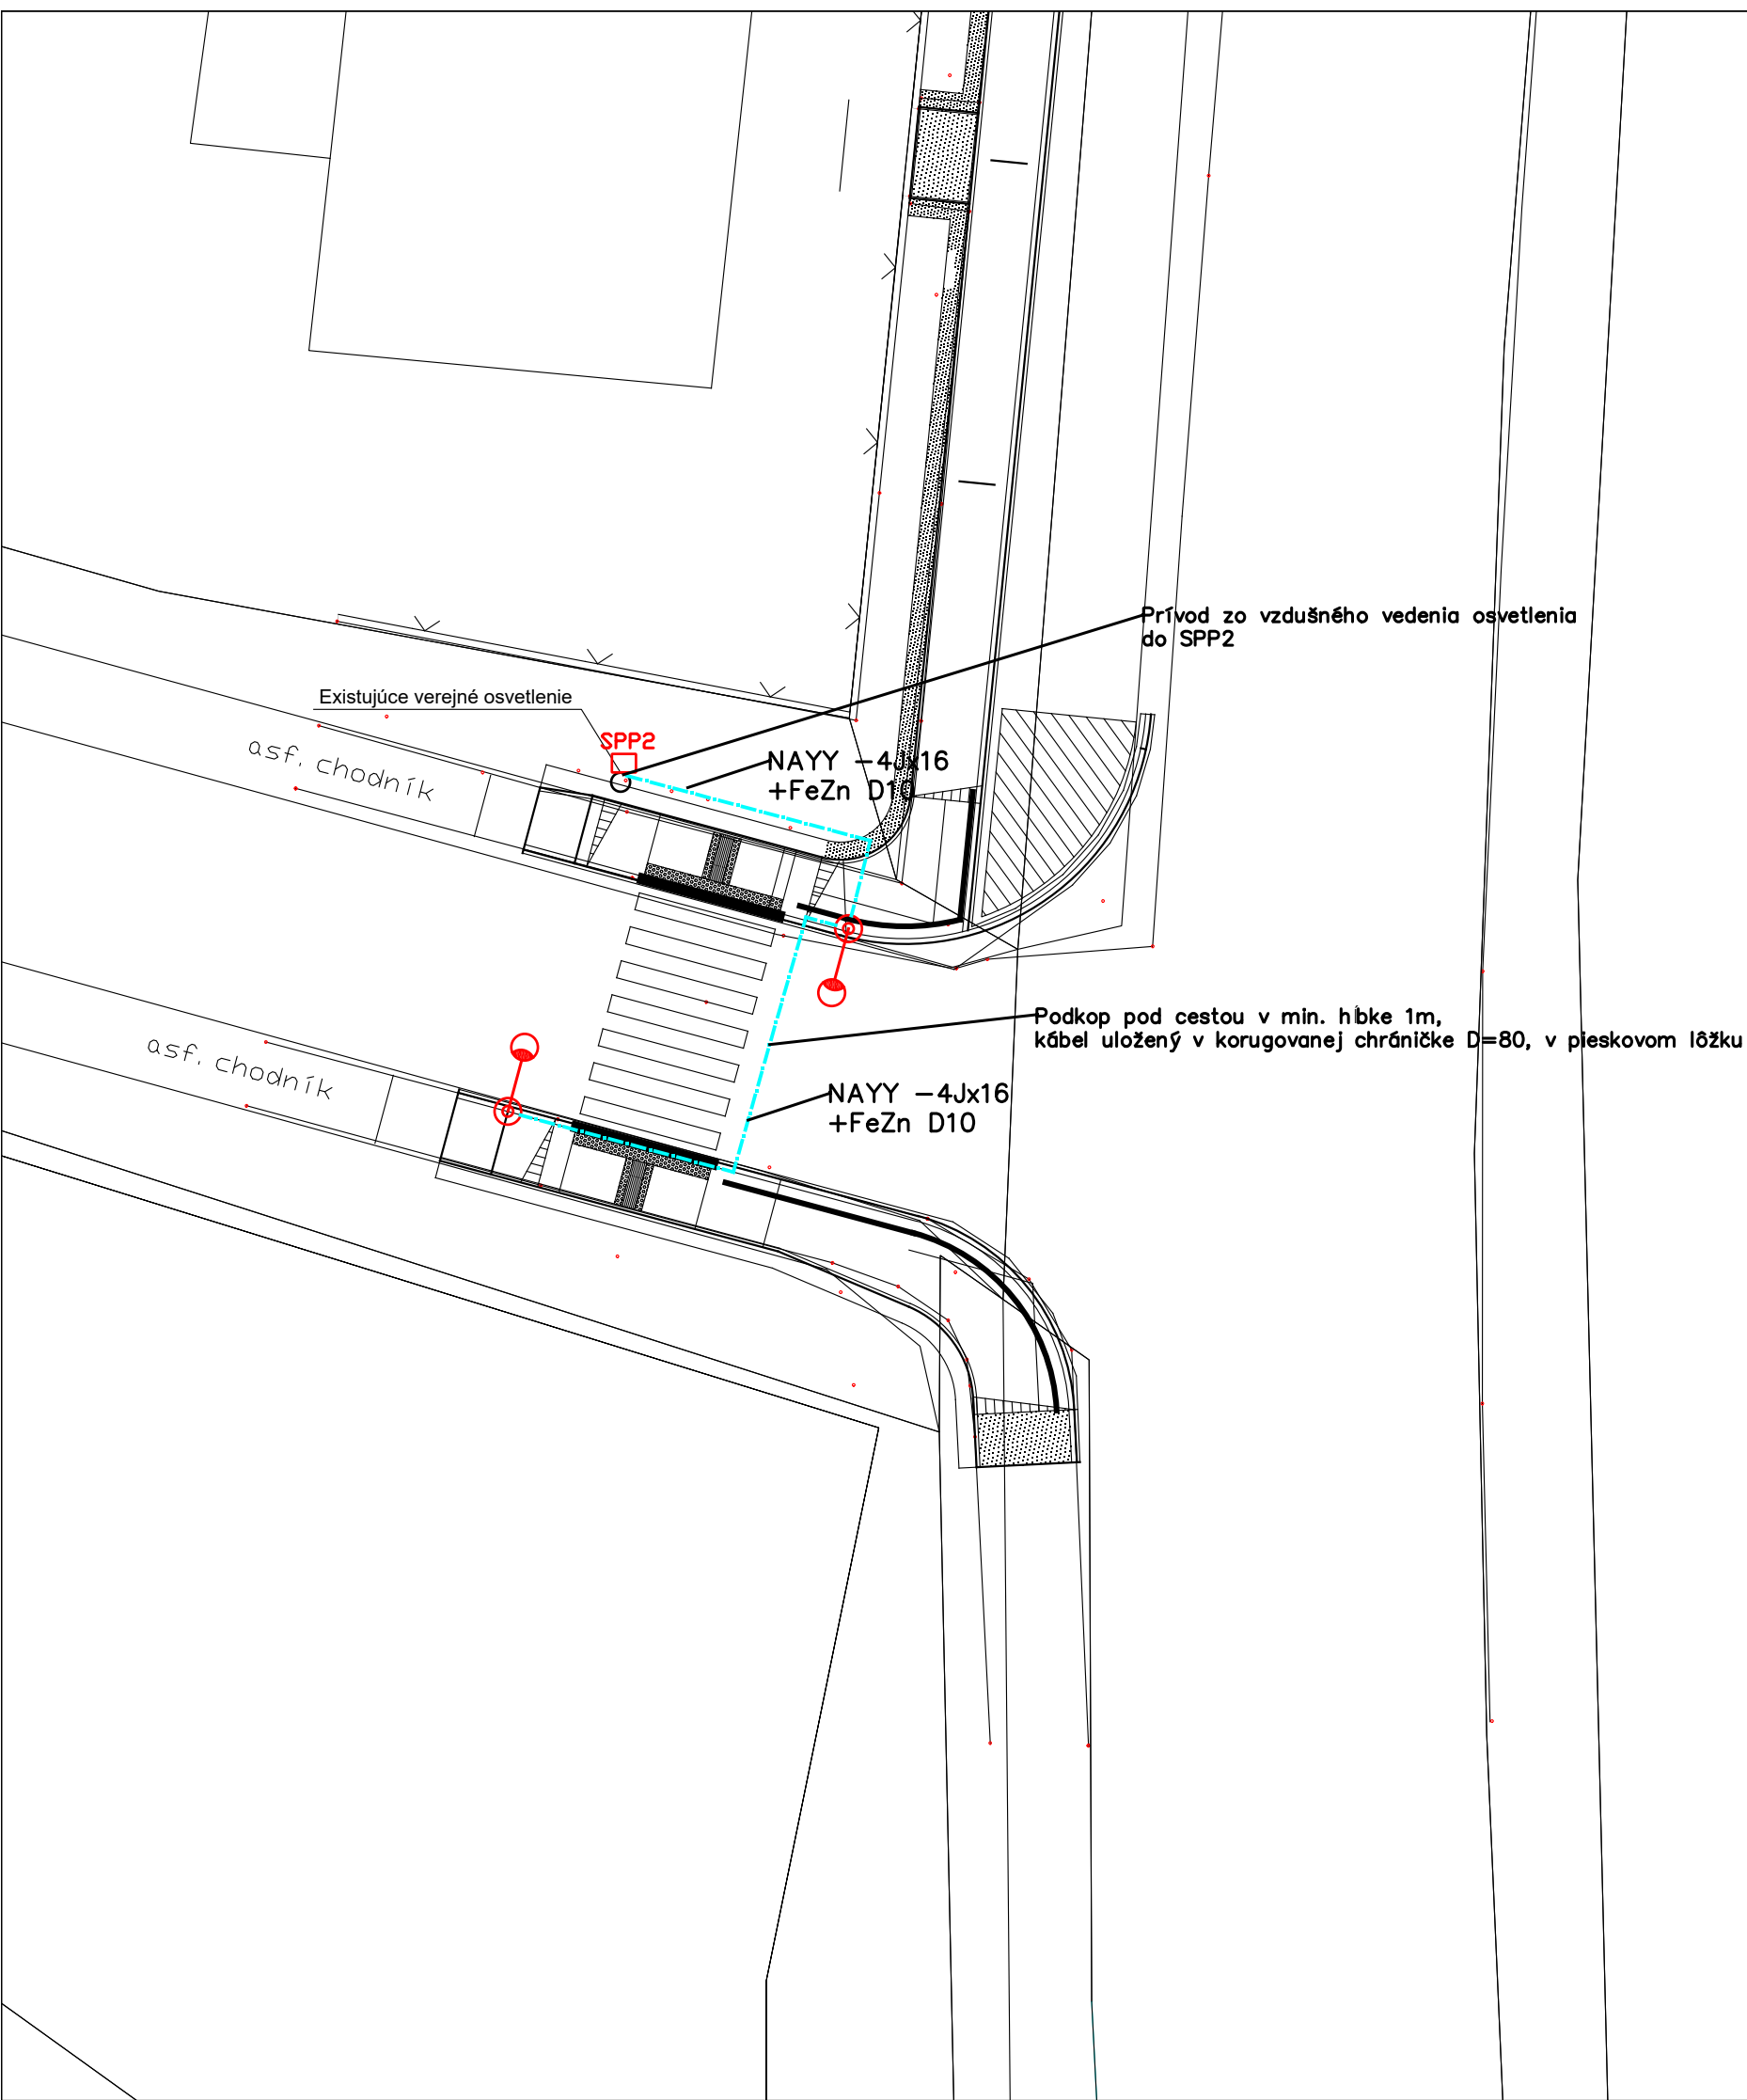 Prívod zo vzdušného vedenia osvetlenia
do SPP2
Existujúce verejné osvetlenie
SPP2
asf. chodník
NAYY -4Jx16
+FeZn D10
Podkop pod cestou v min. hĺbke 1m,
kábel uložený v korugovanej chráničke D=80, v pieskovom lôžku
asf. chodník
NAYY -4Jx16
+FeZn D10